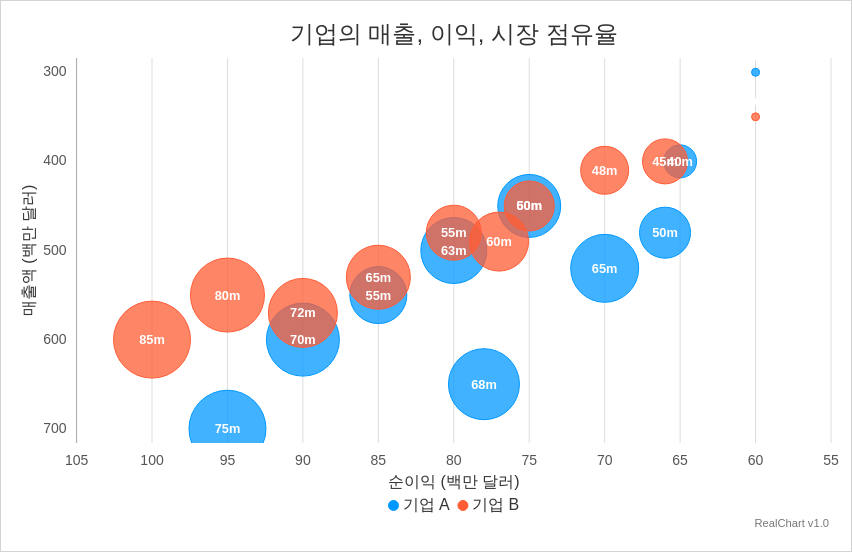 기업의 매출, 이익, 시장 점유율
매출액 (백만 달러)
300
400
500
600
700
48m
45m
40m
50m
60m
55m
63m
60m
65m
65m
55m
80m
72m
70m
85m
68m
75m
105 100 95 90 85 80 75 70 65 60 55
순이익 (백만 달러)
기업 A 기업 B
RealChart v1.0